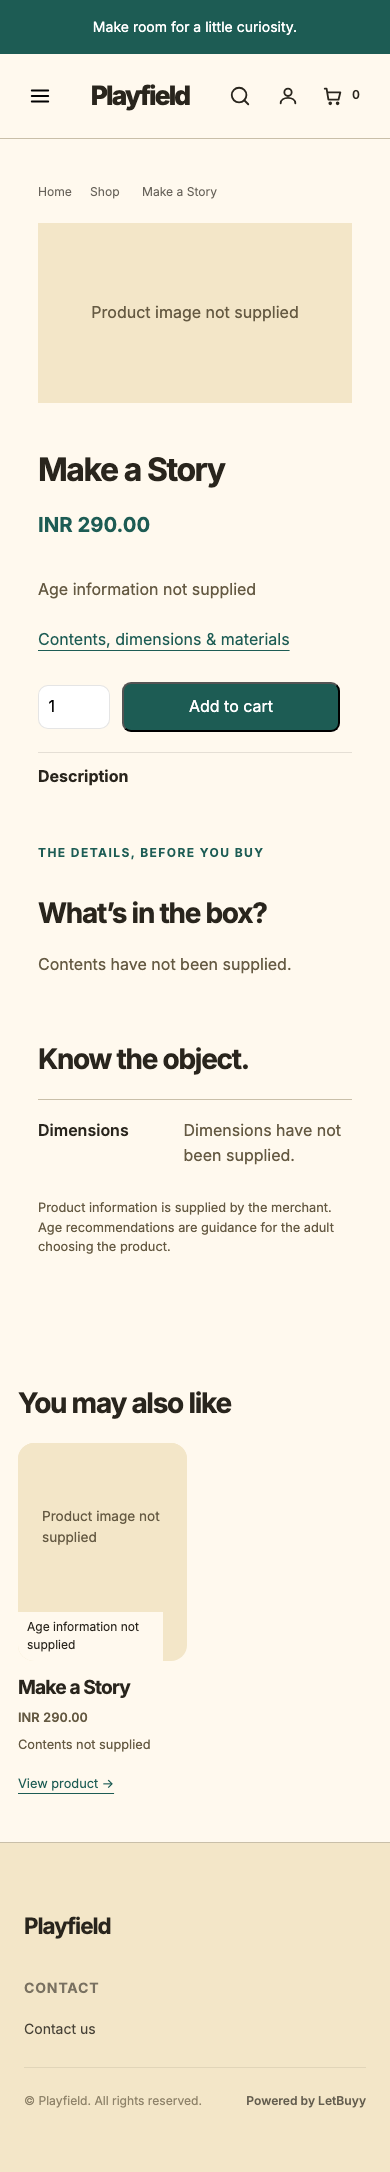 Make room for a little curiosity.
Playfield
0
Home Shop Make a Story
Product image not supplied
Make a Story
INR 290.00
Age information not supplied
Contents, dimensions & materials
1 Add to cart
Description
THE DETAILS, BEFORE YOU BUY
What’s in the box?
Contents have not been supplied.
Know the object.
Dimensions Dimensions have not
been supplied.
Product information is supplied by the merchant.
Age recommendations are guidance for the adult
choosing the product.
You may also like
Product image not
supplied
Age information not
supplied
Make a Story
INR 290.00
Contents not supplied
View product →
Playfield
CONTACT
Contact us
© Playfield. All rights reserved. Powered by LetBuyy